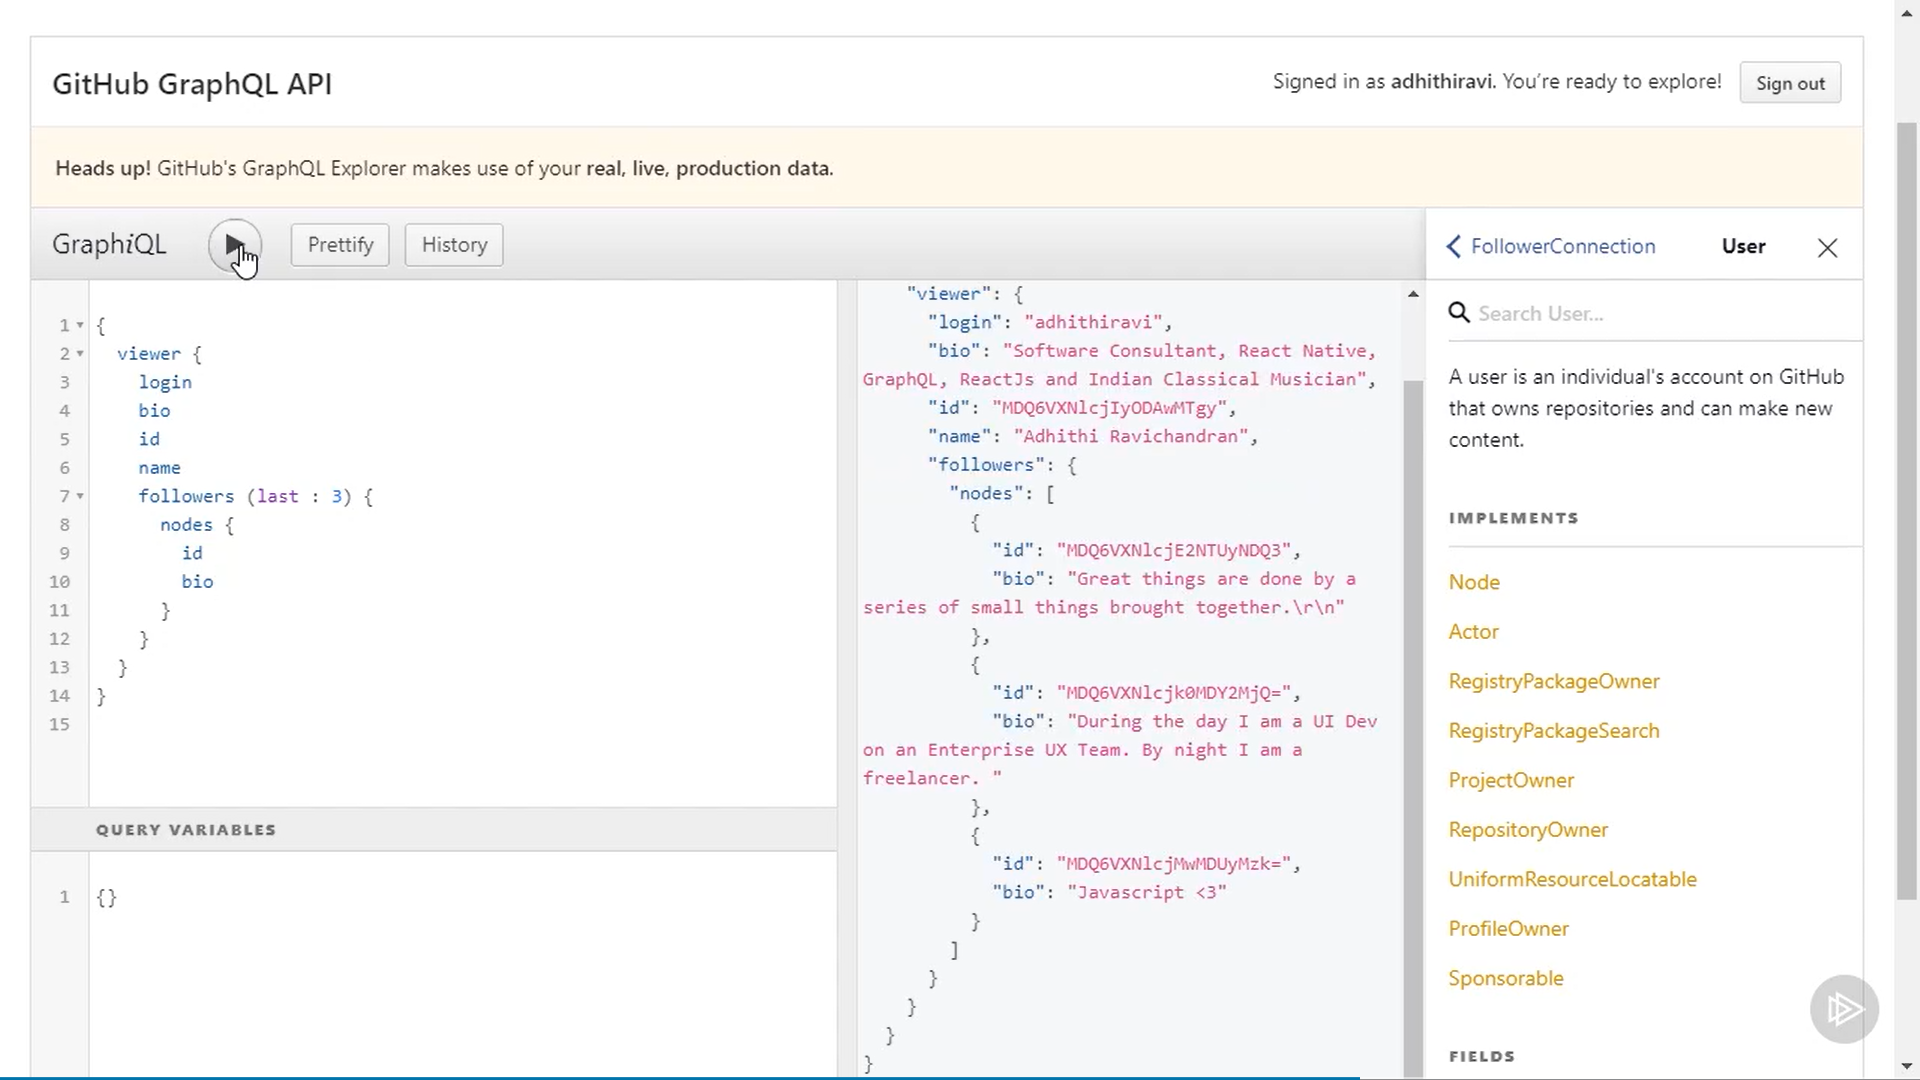 GitHub GraphQL API
Signed in as adhithiravi. You're ready to explore!
Sign out
Heads up! GitHub's GraphQL Explorer makes use of your real, live, production data.
GraphiQL
Prettify
History
1 {
2 viewer {
3 login
4 bio
5 id
6 name
7 followers (last : 3) {
8 nodes {
9 id
10 bio
11 }
12 }
13 }
14 }
15
QUERY VARIABLES
1 {}
"viewer": {
"login": "adhithiravi",
"bio": "Software Consultant, React Native,
GraphQL, ReactJs and Indian Classical Musician",
"id": "MDQ6VXNlcjIyODAwMTgy",
"name": "Adhithi Ravichandran",
"followers": {
"nodes": [
{
"id": "MDQ6VXNlcjE2NTUyNDQ3",
"bio": "Great things are done by a
series of small things brought together.\r\n"
},
{
"id": "MDQ6VXNlcjk0MDY2MjQ=",
"bio": "During the day I am a UI Dev
on an Enterprise UX Team. By night I am a
freelancer. "
},
{
"id": "MDQ6VXNlcjMwMDUyMzk=",
"bio": "Javascript <3"
}
]
}
}
}
}
FollowerConnection
User
Search User...
A user is an individual's account on GitHub
that owns repositories and can make new
content.
IMPLEMENTS
Node
Actor
RegistryPackageOwner
RegistryPackageSearch
ProjectOwner
RepositoryOwner
UniformResourceLocatable
ProfileOwner
Sponsorable
FIELDS